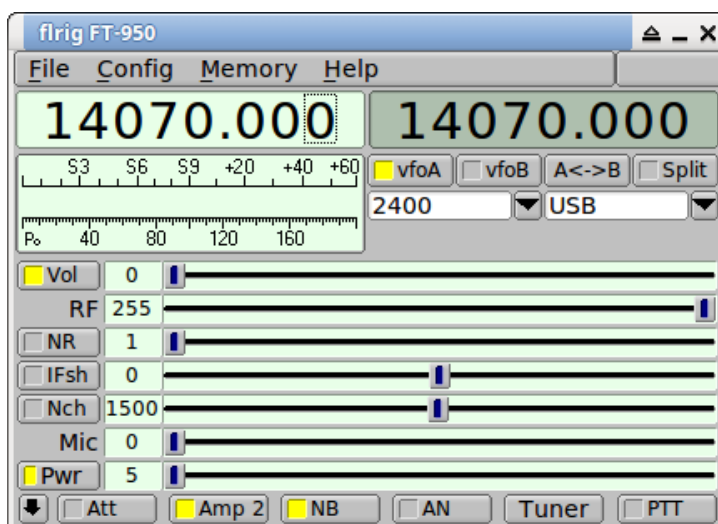 flrig FT-950
File Config Memory Help
14070.000 14070.000
S3 S6 S9 +20 +40 +60
vfoA vfoB A<->B Split
2400 USB
Po 40 80 120 160
Vol 0
RF 255
NR 1
IFsh 0
Nch 1500
Mic 0
Pwr 5
Att Amp 2 NB AN Tuner PTT